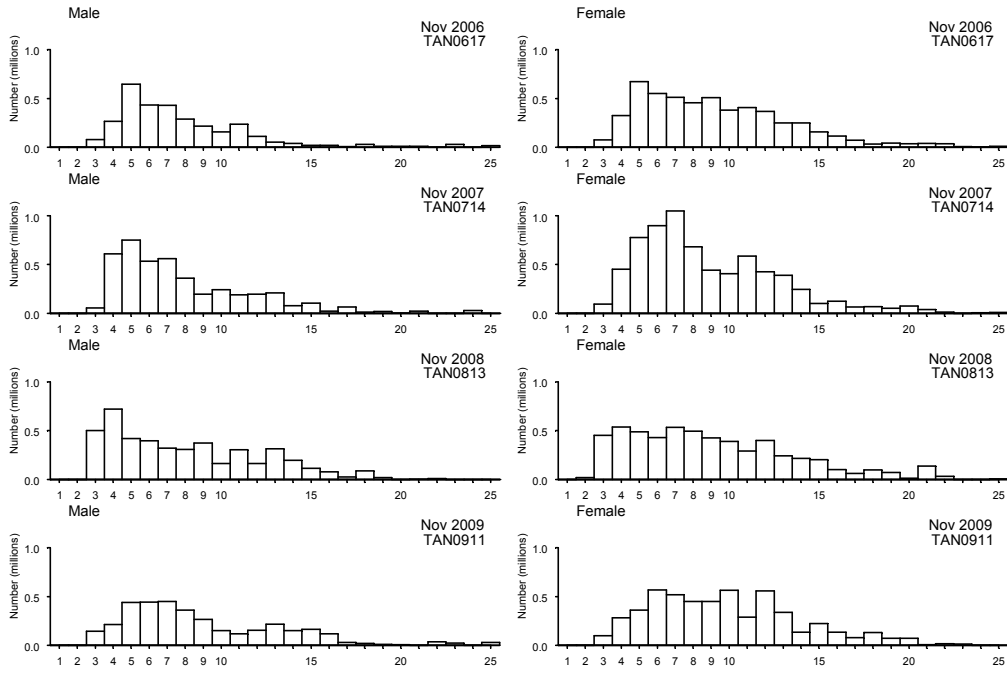 Male
Nov 2006
TAN0617
Number (millions)
1.0
0.5
0.0
1 2 3 4 5 6 7 8 9 10 15 20 25
Female
Nov 2006
TAN0617
Number (millions)
1.0
0.5
0.0
1 2 3 4 5 6 7 8 9 10 15 20 25
Male
Nov 2007
TAN0714
Number (millions)
1.0
0.5
0.0
1 2 3 4 5 6 7 8 9 10 15 20 25
Female
Nov 2007
TAN0714
Number (millions)
1.0
0.5
0.0
1 2 3 4 5 6 7 8 9 10 15 20 25
Male
Nov 2008
TAN0813
Number (millions)
1.0
0.5
0.0
1 2 3 4 5 6 7 8 9 10 15 20 25
Female
Nov 2008
TAN0813
Number (millions)
1.0
0.5
0.0
1 2 3 4 5 6 7 8 9 10 15 20 25
Male
Nov 2009
TAN0911
Number (millions)
1.0
0.5
0.0
1 2 3 4 5 6 7 8 9 10 15 20 25
Female
Nov 2009
TAN0911
Number (millions)
1.0
0.5
0.0
1 2 3 4 5 6 7 8 9 10 15 20 25